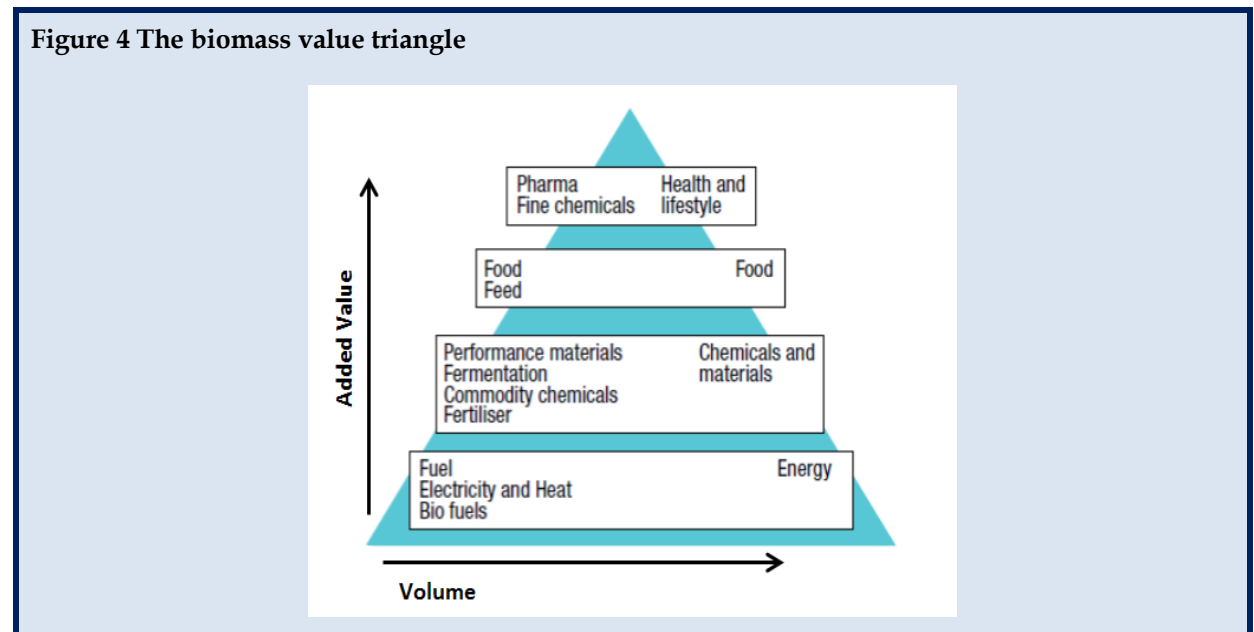 Figure 4 The biomass value triangle
Pharma Health and
Fine chemicals lifestyle
Food Food
Feed
Added Value
Performance materials Chemicals and
Fermentation materials
Commodity chemicals
Fertiliser
Fuel Energy
Electricity and Heat
Bio fuels
Volume